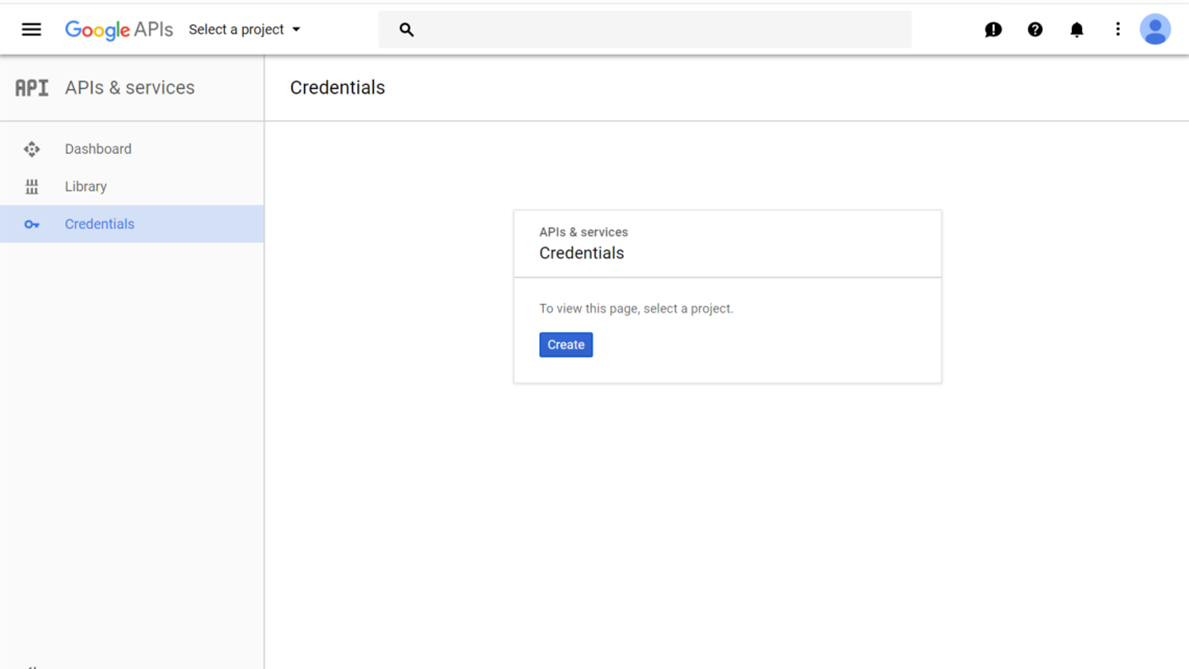 Google APIs Select a project
API APIs & services
Credentials
Dashboard
Library
Credentials
APIs & services
Credentials
To view this page, select a project.
Create